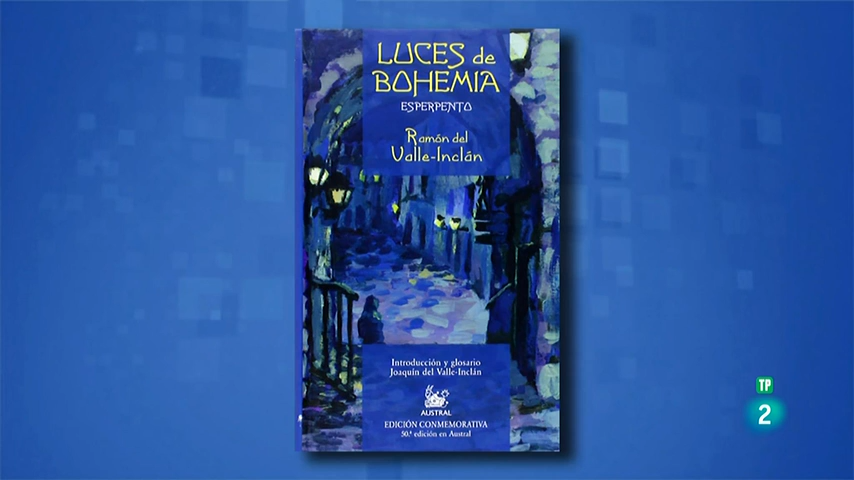 LUCES de
BOHEMIA
ESPERPENTO
Ramón del
Valle-Inclán
Introducción y glosario
Joaquín del Valle-Inclán
AUSTRAL
EDICIÓN CONMEMORATIVA
50.ª edición en Austral
TP
2